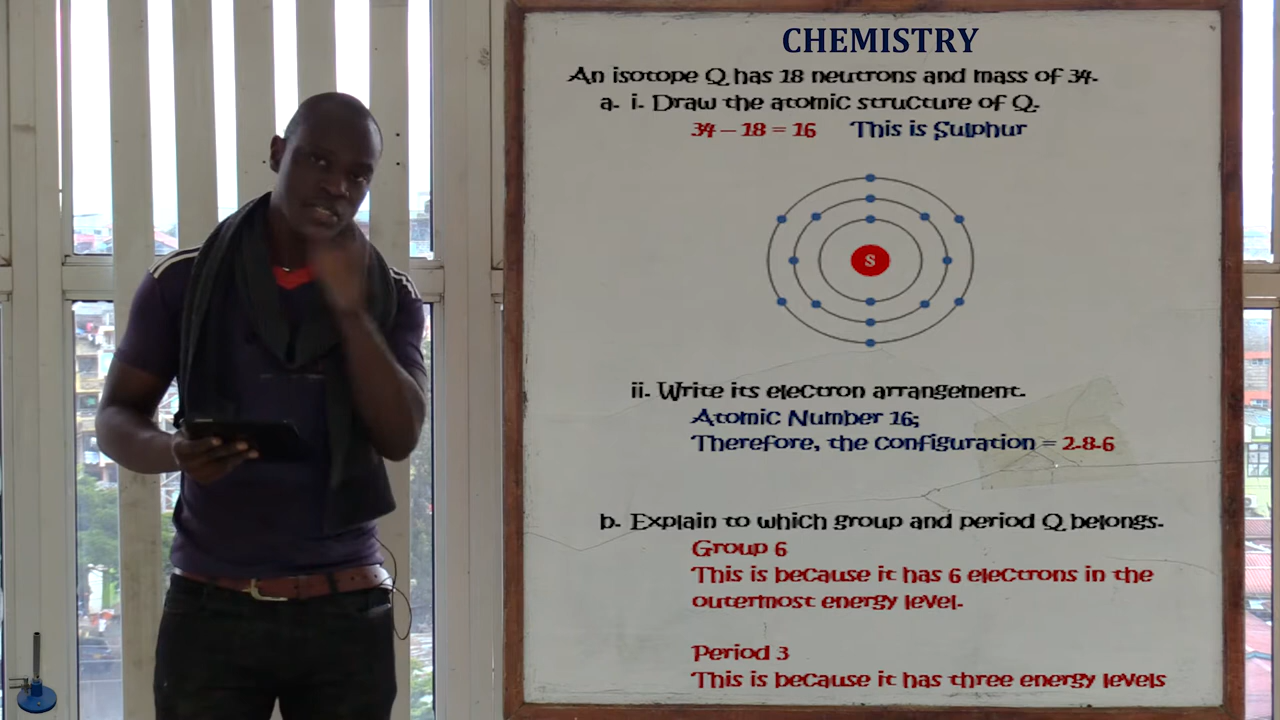 CHEMISTRY
An isotope Q has 18 neutrons and mass of 34.
a. i. Draw the atomic structure of Q.
34 – 18 = 16 This is Sulphur
S
ii. Write its electron arrangement.
Atomic Number 16;
Therefore, the configuration = 2-8-6
b. Explain to which group and period Q belongs.
Group 6
This is because it has 6 electrons in the
outermost energy level.
Period 3
This is because it has three energy levels